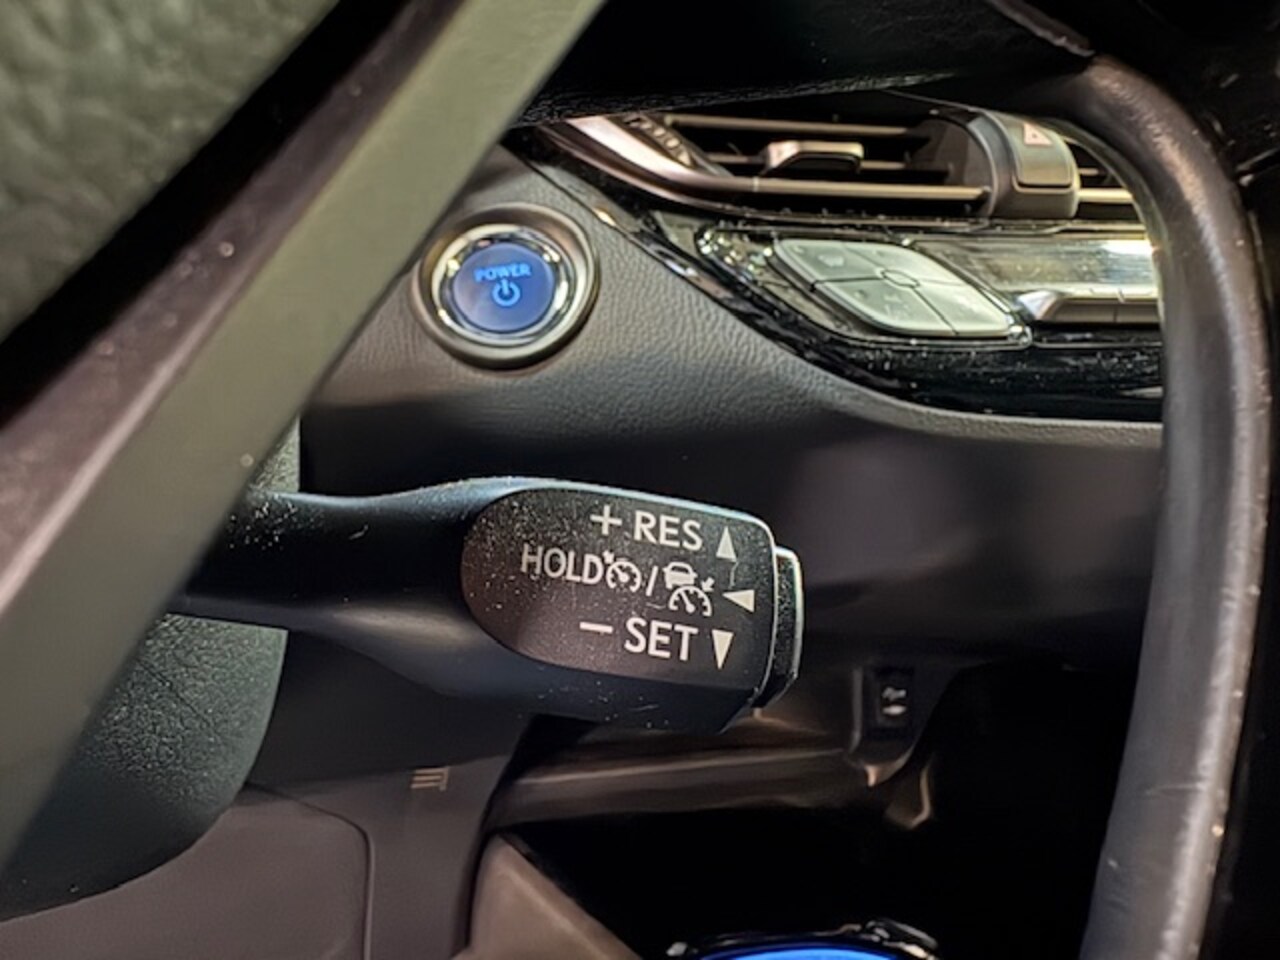 POWER
+ RES
HOLD /
− SET